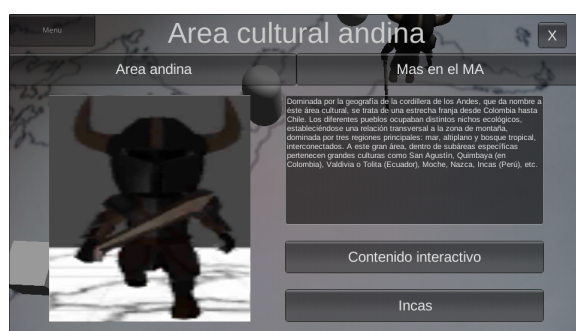 Menu
Area cultural andina
X
Area andina
Mas en el MA
Dominada por la geografía de la cordillera de los Andes, que da nombre a
éste área cultural, se trata de una estrecha franja desde Colombia hasta
Chile. Los diferentes pueblos ocupaban distintos nichos ecológicos,
estableciéndose una relación transversal a la zona de montaña,
dominada por tres regiones principales: mar, altiplano y bosque tropical,
interconectados. A este gran área, dentro de subáreas específicas
pertenecen grandes culturas como San Agustín, Quimbaya (en
Colombia), Valdivia o Tolita (Ecuador), Moche, Nazca, Incas (Perú), etc.
Contenido interactivo
Incas